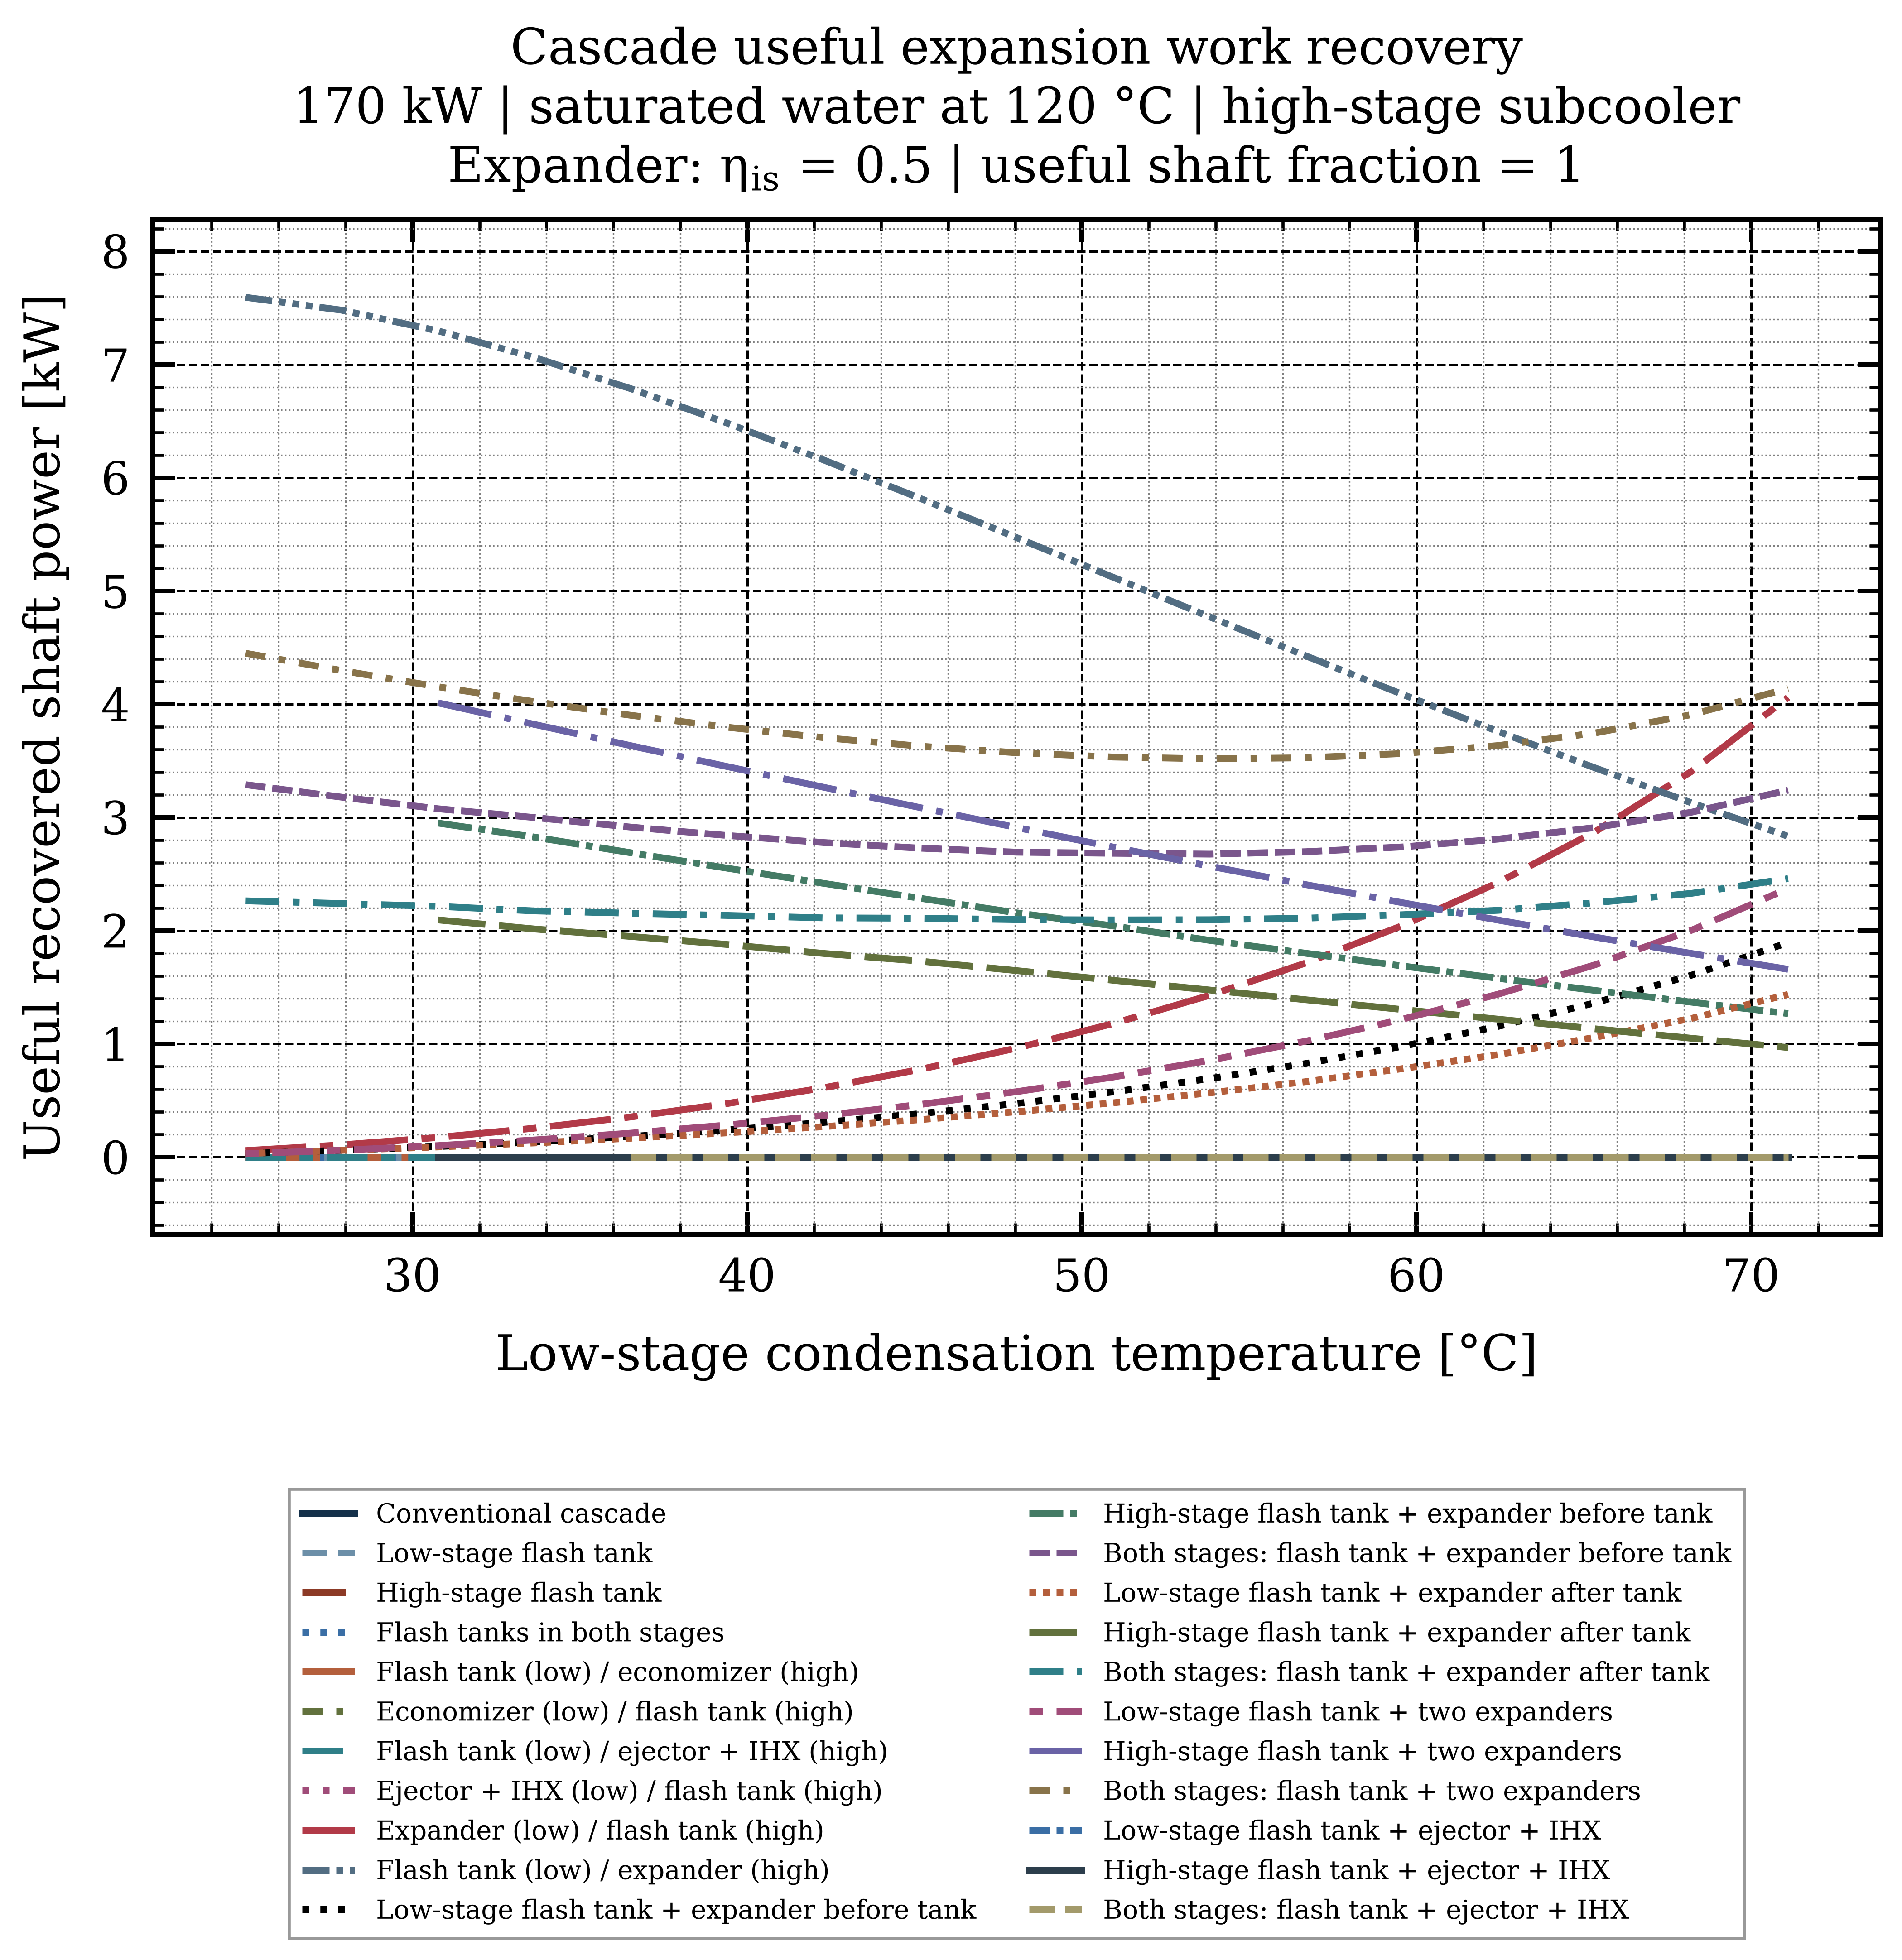 Cascade useful expansion work recovery
170 kW | saturated water at 120 °C | high-stage subcooler
Expander: ηis = 0.5 | useful shaft fraction = 1
Useful recovered shaft power [kW]
8
7
6
5
4
3
2
1
0
30 40 50 60 70
Low-stage condensation temperature [°C]
Conventional cascade
Low-stage flash tank
High-stage flash tank
Flash tanks in both stages
Flash tank (low) / economizer (high)
Economizer (low) / flash tank (high)
Flash tank (low) / ejector + IHX (high)
Ejector + IHX (low) / flash tank (high)
Expander (low) / flash tank (high)
Flash tank (low) / expander (high)
Low-stage flash tank + expander before tank
High-stage flash tank + expander before tank
Both stages: flash tank + expander before tank
Low-stage flash tank + expander after tank
High-stage flash tank + expander after tank
Both stages: flash tank + expander after tank
Low-stage flash tank + two expanders
High-stage flash tank + two expanders
Both stages: flash tank + two expanders
Low-stage flash tank + ejector + IHX
High-stage flash tank + ejector + IHX
Both stages: flash tank + ejector + IHX